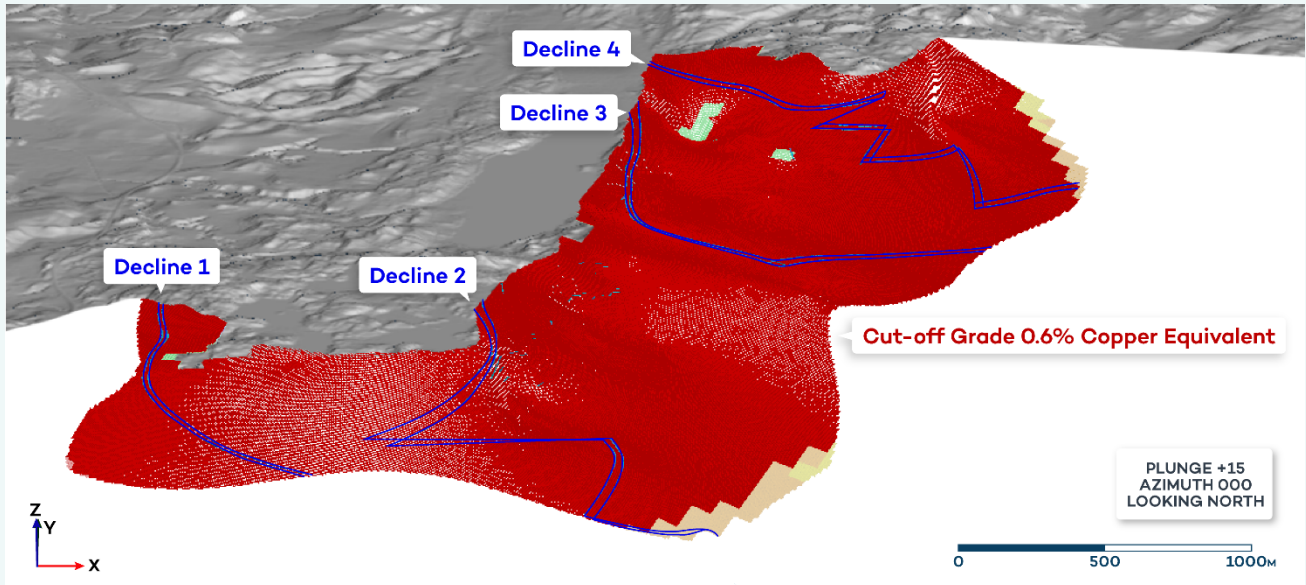 Decline 4
Decline 3
Decline 1
Decline 2
Cut-off Grade 0.6% Copper Equivalent
PLUNGE +15
AZIMUTH 000
LOOKING NORTH
Z
Y
X
0 500 1000M